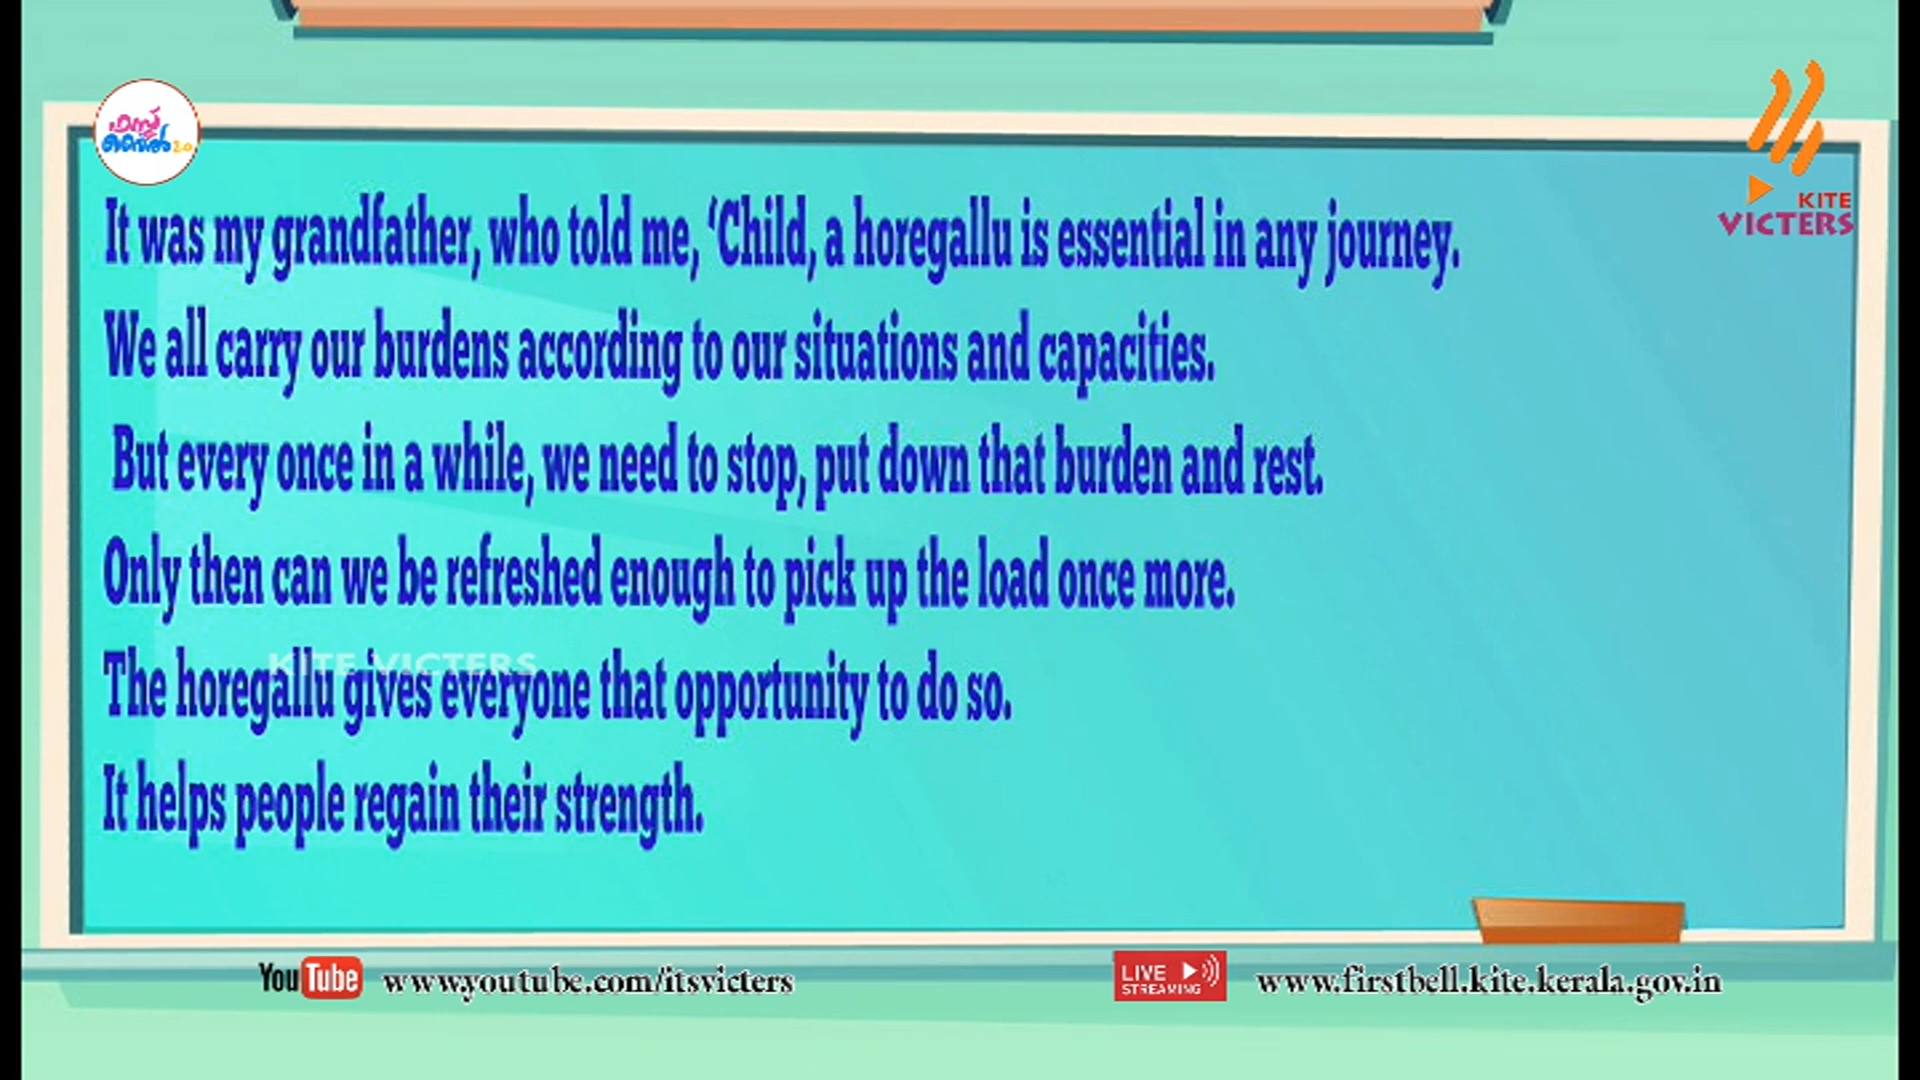 ഫസ്റ്റ്
ബെൽ 2.0
KITE
VICTERS
It was my grandfather, who told me, ‘Child, a horegallu is essential in any journey.
We all carry our burdens according to our situations and capacities.
But every once in a while, we need to stop, put down that burden and rest.
Only then can we be refreshed enough to pick up the load once more.
KITE VICTERS
The horegallu gives everyone that opportunity to do so.
It helps people regain their strength.
YouTube www.youtube.com/itsvicters
LIVE STREAMING www.firstbell.kite.kerala.gov.in